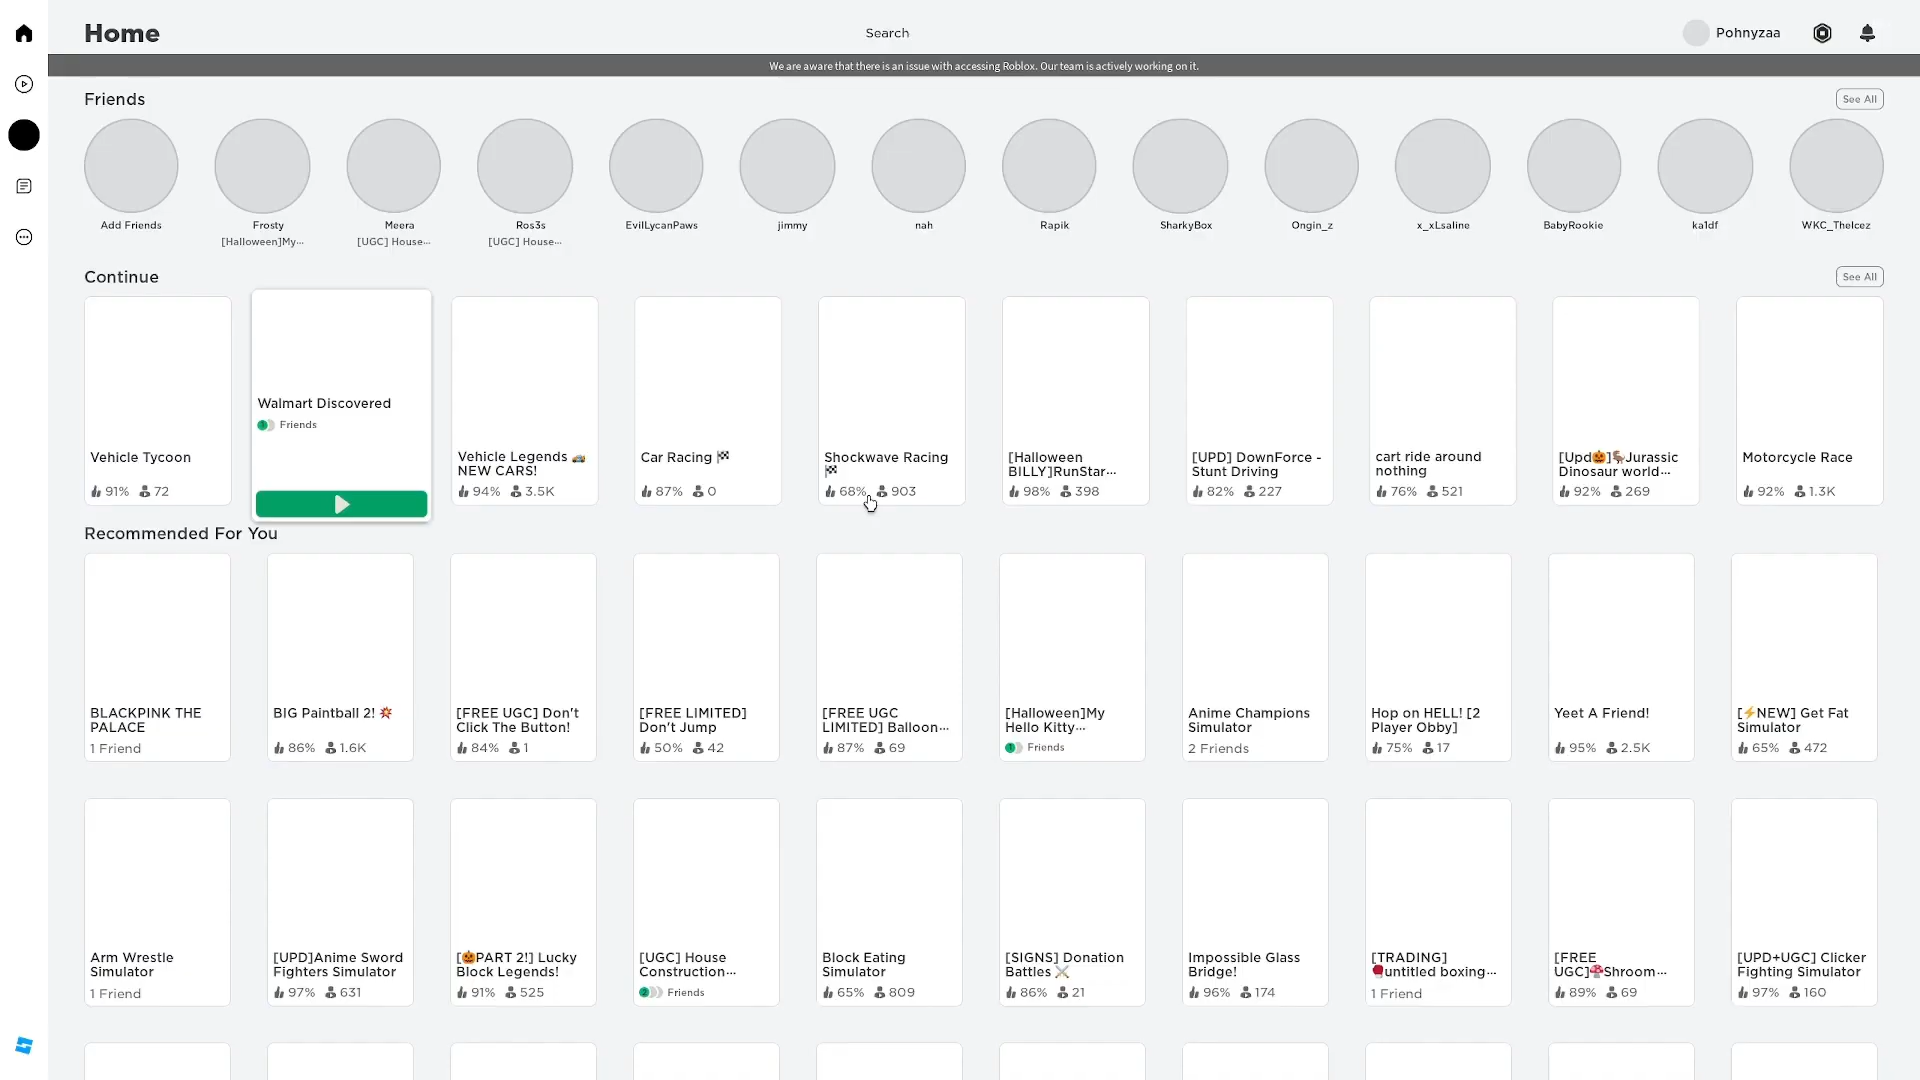 Home
Search
Pohnyzaa
We are aware that there is an issue with accessing Roblox. Our team is actively working on it.
Friends
See All
Add Friends
Frosty
[Halloween]My...
Meera
[UGC] House...
Ros3s
[UGC] House...
EvilLycanPaws
jimmy
nah
Rapik
SharkyBox
Ongin_z
x_xLsaline
BabyRookie
ka1df
Continue
See All
Vehicle Tycoon
91% 72
Walmart Discovered
1 Friends
Vehicle Legends 🚙
NEW CARS!
94% 3.5K
Car Racing 🏁
87% 0
Shockwave Racing
🏁
68% 903
[Halloween
BILLY]RunStar...
98% 398
[UPD] DownForce -
Stunt Driving
82% 227
cart ride around
nothing
76% 521
[Upd🎃]🦖Jurassic
Dinosaur world...
92% 269
Motorcycle Race
92% 1.3K
Recommended For You
BLACKPINK THE
PALACE
1 Friend
BIG Paintball 2! 💥
86% 1.6K
[FREE UGC] Don't
Click The Button!
84% 1
[FREE LIMITED]
Don't Jump
50% 42
[FREE UGC
LIMITED] Balloon...
87% 69
[Halloween]My
Hello Kitty...
1 Friends
Anime Champions
Simulator
2 Friends
Hop on HELL! [2
Player Obby]
75% 17
Yeet A Friend!
95% 2.5K
[⚡NEW] Get Fat
Simulator
65% 472
Arm Wrestle
Simulator
1 Friend
[UPD]Anime Sword
Fighters Simulator
97% 631
[🎃PART 2!] Lucky
Block Legends!
91% 525
[UGC] House
Construction...
2 Friends
Block Eating
Simulator
65% 809
[SIGNS] Donation
Battles ⚔️
86% 21
Impossible Glass
Bridge!
96% 174
[TRADING]
🥊untitled boxing...
1 Friend
[FREE
UGC]🍄Shroom...
89% 69
[UPD+UGC] Clicker
Fighting Simulator
97% 160